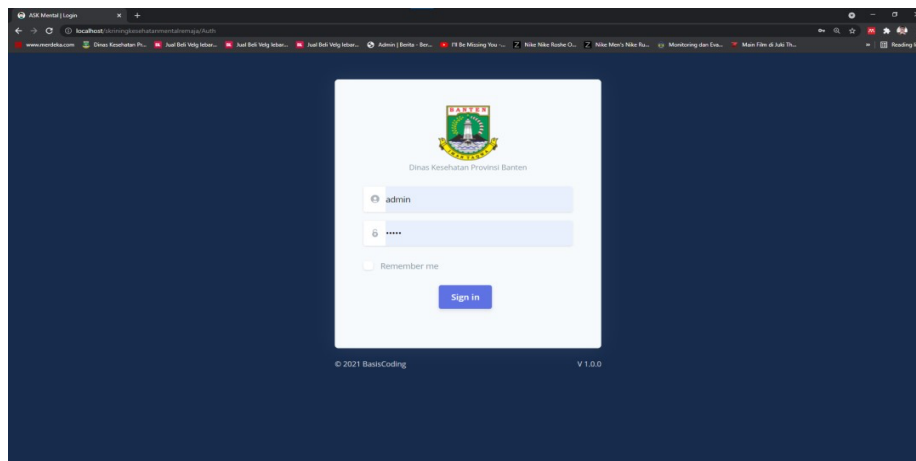 ASK Mental | Login
localhost/skriningkesehatanmentalremaja/Auth
www.merdeka.com Dinas Kesehatan Pr... Jual Beli Velg lebar... Jual Beli Velg lebar... Jual Beli Velg lebar... Admin | Berita - Ber... I'll Be Missing You -... Nike Nike Roshe O... Nike Men's Nike Ru... Monitoring dan Eva... Main Film di Juki Th... Reading
BANTEN
IMAN TAQWA
Dinas Kesehatan Provinsi Banten
admin
•••••
Remember me
Sign in
© 2021 BasisCoding V 1.0.0